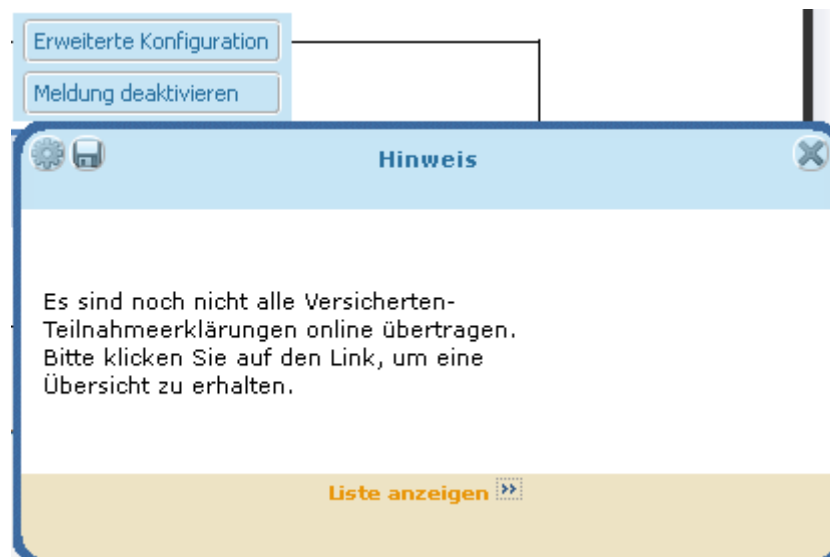 Erweiterte Konfiguration
Meldung deaktivieren
Hinweis
Es sind noch nicht alle Versicherten-
Teilnahmeerklärungen online übertragen.
Bitte klicken Sie auf den Link, um eine
Übersicht zu erhalten.
Liste anzeigen